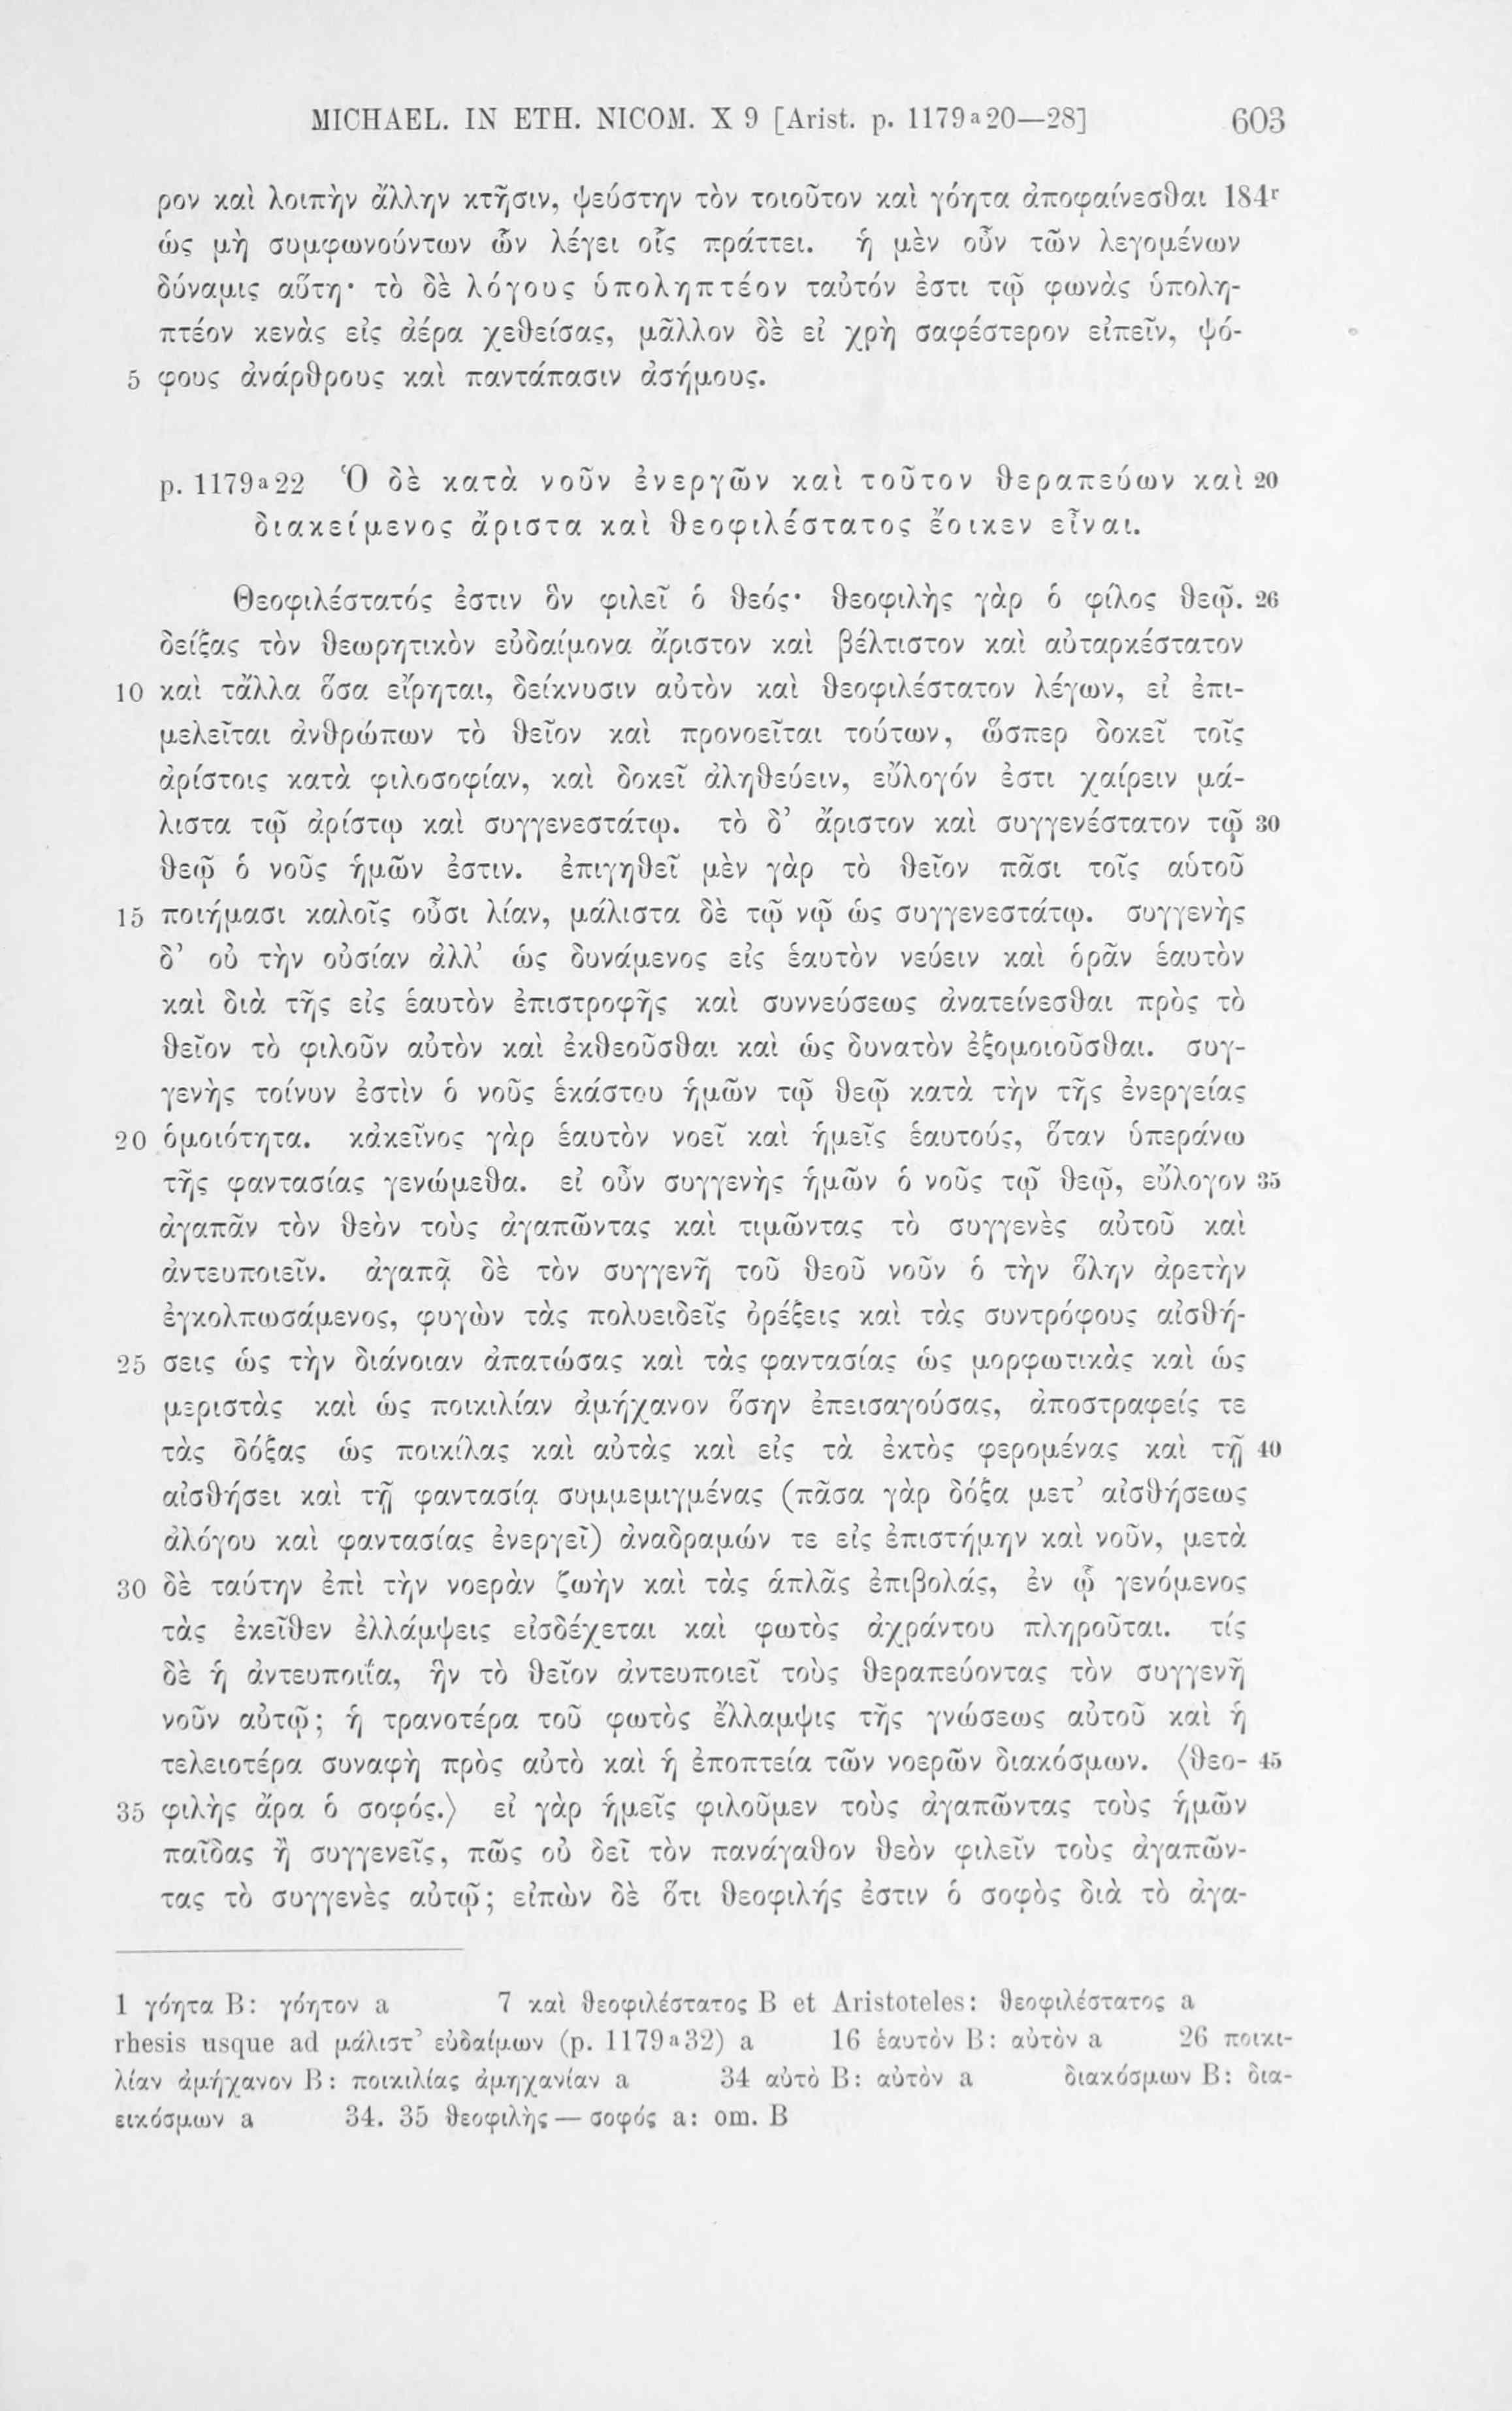 MICHAEL. IN ETH. NICOM. X 9 [Arist. p. 1179a20—28] 603
ρον καὶ λοιπὴν ἄλλην κτῆσιν, ψεύστην τὸν τοιοῦτον καὶ γόητα ἀποφαίνεσθαι 184r
ὡς μὴ συμφωνούντων ὧν λέγει οἷς πράττει. ἡ μὲν οὖν τῶν λεγομένων
δύναμις αὕτη· τὸ δὲ λόγους ὑποληπτέον ταὐτόν ἐστι τῷ φωνὰς ὑπολη-
πτέον κενὰς εἰς ἀέρα χεθείσας, μᾶλλον δὲ εἰ χρὴ σαφέστερον εἰπεῖν, ψό-
5 φους ἀνάρθρους καὶ παντάπασιν ἀσήμους.
p. 1179a22 Ὁ δὲ κατὰ νοῦν ἐνεργῶν καὶ τοῦτον θεραπεύων καὶ 20
διακείμενος ἄριστα καὶ θεοφιλέστατος ἔοικεν εἶναι.
Θεοφιλέστατός ἐστιν ὃν φιλεῖ ὁ θεός· θεοφιλὴς γὰρ ὁ φίλος θεῷ. 26
δείξας τὸν θεωρητικὸν εὐδαίμονα ἄριστον καὶ βέλτιστον καὶ αὐταρκέστατον
10 καὶ τἄλλα ὅσα εἴρηται, δείκνυσιν αὐτὸν καὶ θεοφιλέστατον λέγων, εἰ ἐπι-
μελεῖται ἀνθρώπων τὸ θεῖον καὶ προνοεῖται τούτων, ὥσπερ δοκεῖ τοῖς
ἀρίστοις κατὰ φιλοσοφίαν, καὶ δοκεῖ ἀληθεύειν, εὔλογόν ἐστι χαίρειν μά-
λιστα τῷ ἀρίστῳ καὶ συγγενεστάτῳ. τὸ δ’ ἄριστον καὶ συγγενέστατον τῷ 30
θεῷ ὁ νοῦς ἡμῶν ἐστιν. ἐπιγηθεῖ μὲν γὰρ τὸ θεῖον πᾶσι τοῖς αὑτοῦ
15 ποιήμασι καλοῖς οὖσι λίαν, μάλιστα δὲ τῷ νῷ ὡς συγγενεστάτῳ. συγγενὴς
δ’ οὐ τὴν οὐσίαν ἀλλ’ ὡς δυνάμενος εἰς ἑαυτὸν νεύειν καὶ ὁρᾶν ἑαυτὸν
καὶ διὰ τῆς εἰς ἑαυτὸν ἐπιστροφῆς καὶ συννεύσεως ἀνατείνεσθαι πρὸς τὸ
θεῖον τὸ φιλοῦν αὐτὸν καὶ ἐκθεοῦσθαι καὶ ὡς δυνατὸν ἐξομοιοῦσθαι. συγ-
γενὴς τοίνυν ἐστὶν ὁ νοῦς ἑκάστου ἡμῶν τῷ θεῷ κατὰ τὴν τῆς ἐνεργείας
20 ὁμοιότητα. κἀκεῖνος γὰρ ἑαυτὸν νοεῖ καὶ ἡμεῖς ἑαυτούς, ὅταν ὑπεράνω
τῆς φαντασίας γενώμεθα. εἰ οὖν συγγενὴς ἡμῶν ὁ νοῦς τῷ θεῷ, εὔλογον 35
ἀγαπᾶν τὸν θεὸν τοὺς ἀγαπῶντας καὶ τιμῶντας τὸ συγγενὲς αὐτοῦ καὶ
ἀντευποιεῖν. ἀγαπᾷ δὲ τὸν συγγενῆ τοῦ θεοῦ νοῦν ὁ τὴν ὅλην ἀρετὴν
ἐγκολπωσάμενος, φυγὼν τὰς πολυειδεῖς ὀρέξεις καὶ τὰς συντρόφους αἰσθή-
25 σεις ὡς τὴν διάνοιαν ἀπατώσας καὶ τὰς φαντασίας ὡς μορφωτικὰς καὶ ὡς
μεριστὰς καὶ ὡς ποικιλίαν ἀμήχανον ὅσην ἐπεισαγούσας, ἀποστραφείς τε
τὰς δόξας ὡς ποικίλας καὶ αὐτὰς καὶ εἰς τὰ ἐκτὸς φερομένας καὶ τῇ 40
αἰσθήσει καὶ τῇ φαντασίᾳ συμμεμιγμένας (πᾶσα γὰρ δόξα μετ’ αἰσθήσεως
ἀλόγου καὶ φαντασίας ἐνεργεῖ) ἀναδραμών τε εἰς ἐπιστήμην καὶ νοῦν, μετὰ
30 δὲ ταύτην ἐπὶ τὴν νοερὰν ζωὴν καὶ τὰς ἁπλᾶς ἐπιβολάς, ἐν ᾧ γενόμενος
τὰς ἐκεῖθεν ἐλλάμψεις εἰσδέχεται καὶ φωτὸς ἀχράντου πληροῦται. τίς
δὲ ἡ ἀντευποιΐα, ἣν τὸ θεῖον ἀντευποιεῖ τοὺς θεραπεύοντας τὸν συγγενῆ
νοῦν αὐτῷ; ἡ τρανοτέρα τοῦ φωτὸς ἔλλαμψις τῆς γνώσεως αὐτοῦ καὶ ἡ
τελειοτέρα συναφὴ πρὸς αὐτὸ καὶ ἡ ἐποπτεία τῶν νοερῶν διακόσμων. 〈θεο- 45
35 φιλὴς ἄρα ὁ σοφός.〉 εἰ γὰρ ἡμεῖς φιλοῦμεν τοὺς ἀγαπῶντας τοὺς ἡμῶν
παῖδας ἢ συγγενεῖς, πῶς οὐ δεῖ τὸν πανάγαθον θεὸν φιλεῖν τοὺς ἀγαπῶν-
τας τὸ συγγενὲς αὐτῷ; εἰπὼν δὲ ὅτι θεοφιλής ἐστιν ὁ σοφὸς διὰ τὸ ἀγα-
1 γόητα B: γόητον a 7 καὶ θεοφιλέστατος B et Aristoteles: θεοφιλέστατος a
rhesis usque ad μάλιστ’ εὐδαίμων (p. 1179a32) a 16 ἑαυτὸν B: αὑτὸν a 26 ποικι-
λίαν ἀμήχανον B: ποικιλίας ἀμηχανίαν a 34 αὐτὸ B: αὐτὸν a διακόσμων B: δια-
εικόσμων a 34. 35 θεοφιλὴς — σοφός a: om. B